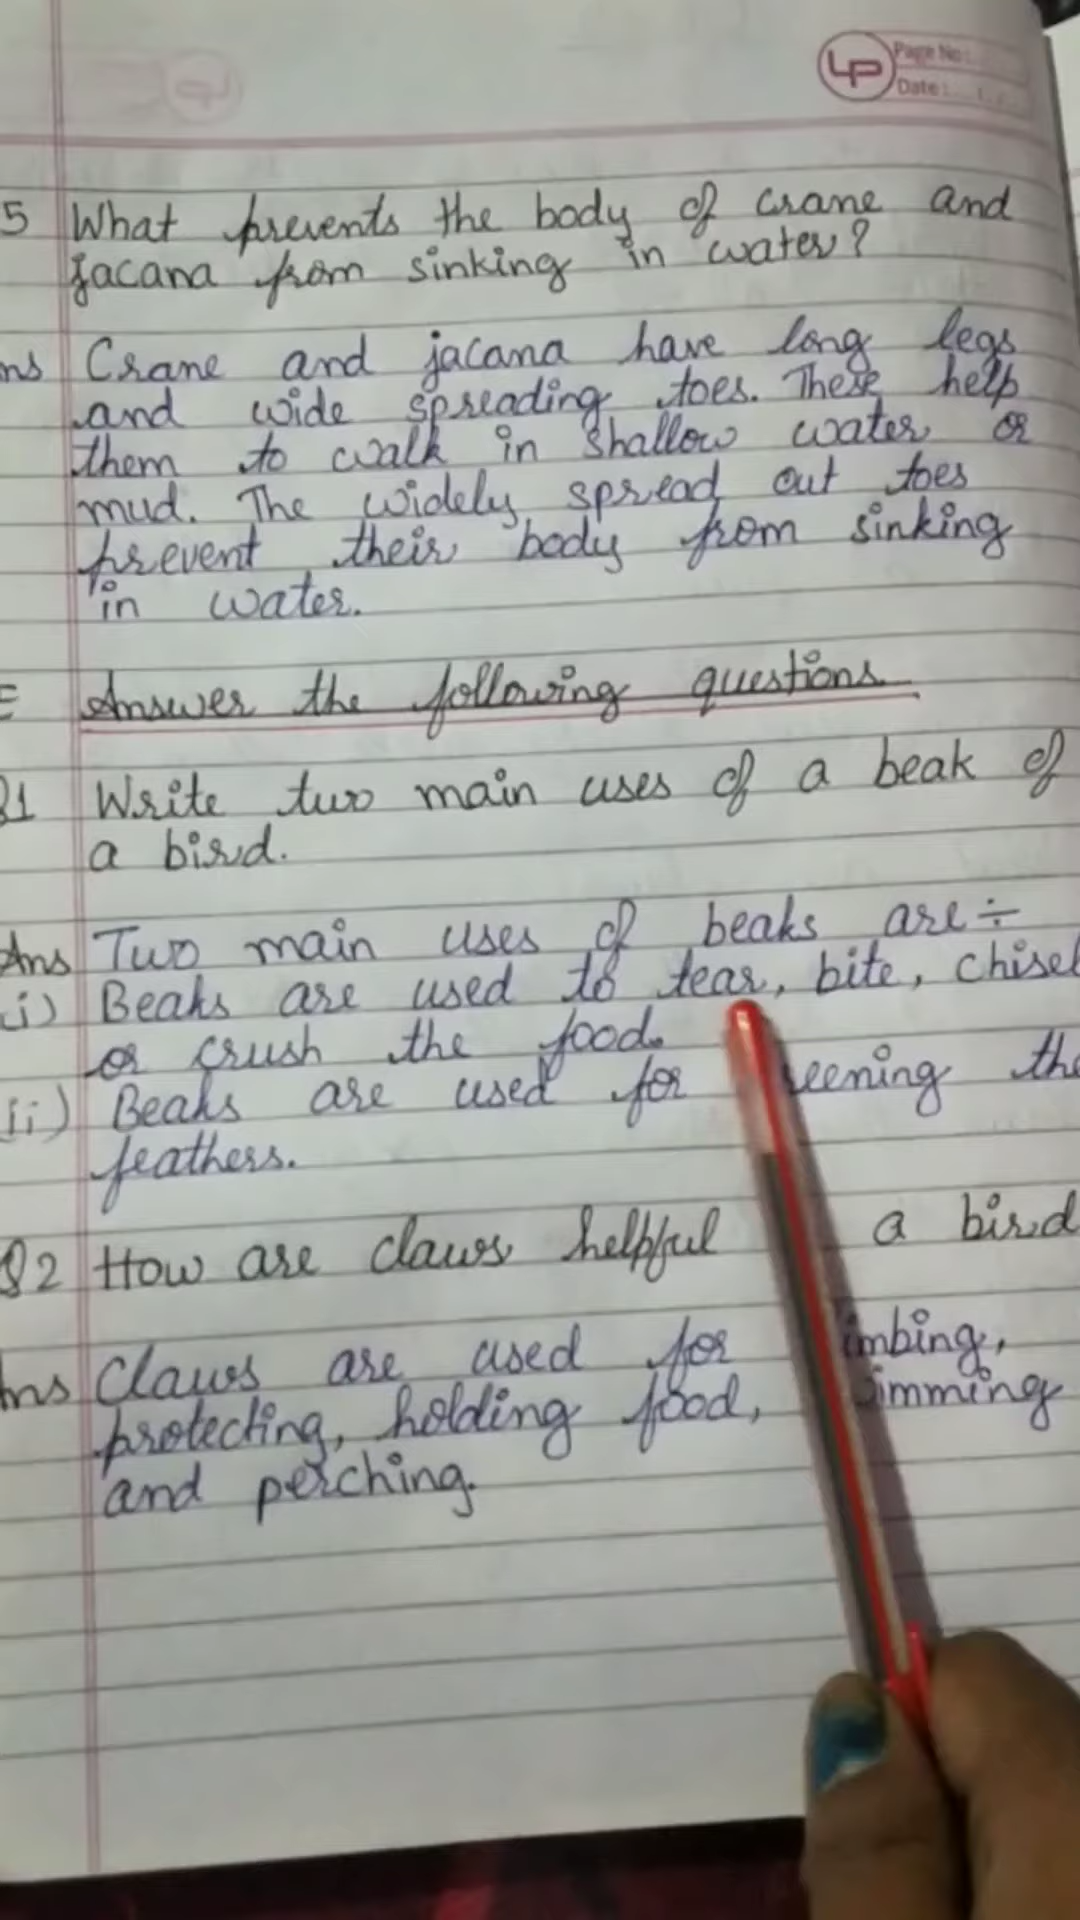 LP Page No:
Date:
5 What prevents the body of crane and
jacana from sinking in water?
ns Crane and jacana have long legs
and wide spreading toes. These help
them to walk in shallow water or
mud. The widely spread out toes
prevent their body from sinking
in water.
Answer the following questions
Q1 Write two main uses of a beak of
a bird.
Ans Two main uses of beaks are ÷
i) Beaks are used to tear, bite, chisel
or crush the food.
ii) Beaks are used for reening the
feathers.
Q2 How are claws helpful a bird
Ans Claws are used for imbing,
protecting, holding food, imming
and perching.